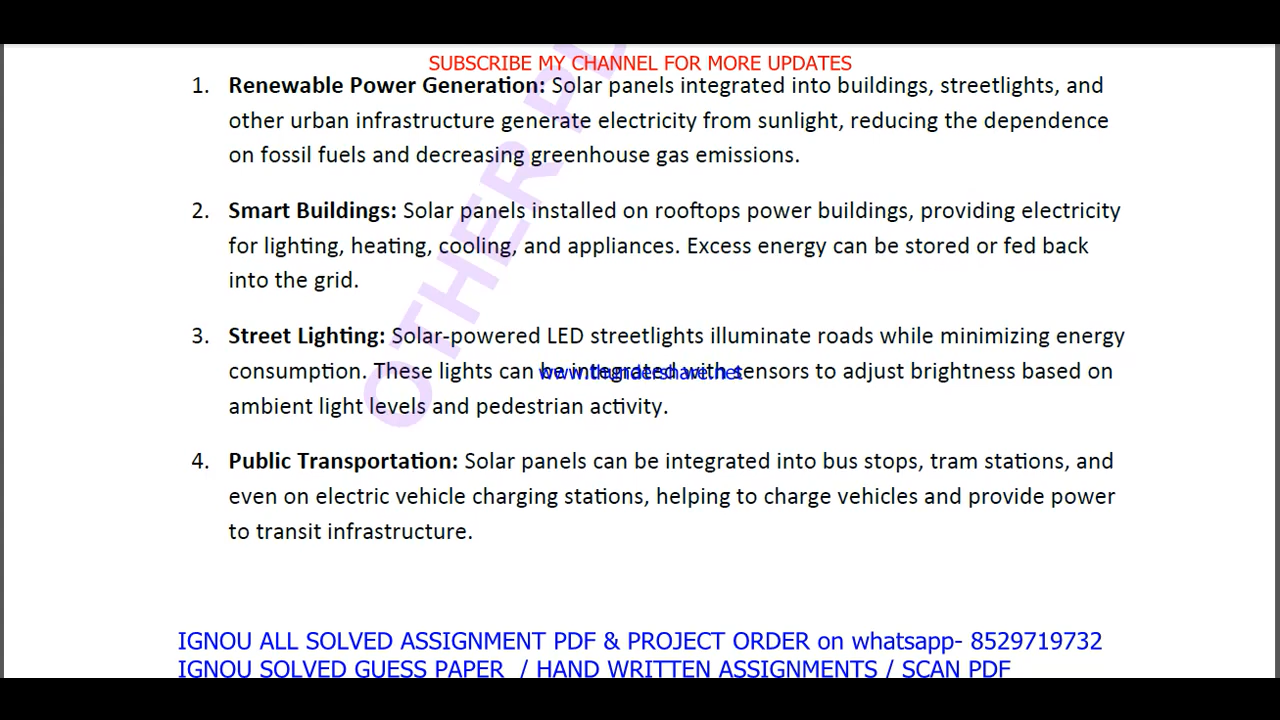 SUBSCRIBE MY CHANNEL FOR MORE UPDATES
1. Renewable Power Generation: Solar panels integrated into buildings, streetlights, and
other urban infrastructure generate electricity from sunlight, reducing the dependence
on fossil fuels and decreasing greenhouse gas emissions.
2. Smart Buildings: Solar panels installed on rooftops power buildings, providing electricity
for lighting, heating, cooling, and appliances. Excess energy can be stored or fed back
into the grid.
3. Street Lighting: Solar-powered LED streetlights illuminate roads while minimizing energy
consumption. These lights can be integrated with sensors to adjust brightness based on
www.thundershare.net
ambient light levels and pedestrian activity.
4. Public Transportation: Solar panels can be integrated into bus stops, tram stations, and
even on electric vehicle charging stations, helping to charge vehicles and provide power
to transit infrastructure.
OTHER
IGNOU ALL SOLVED ASSIGNMENT PDF & PROJECT ORDER on whatsapp- 8529719732
IGNOU SOLVED GUESS PAPER / HAND WRITTEN ASSIGNMENTS / SCAN PDF